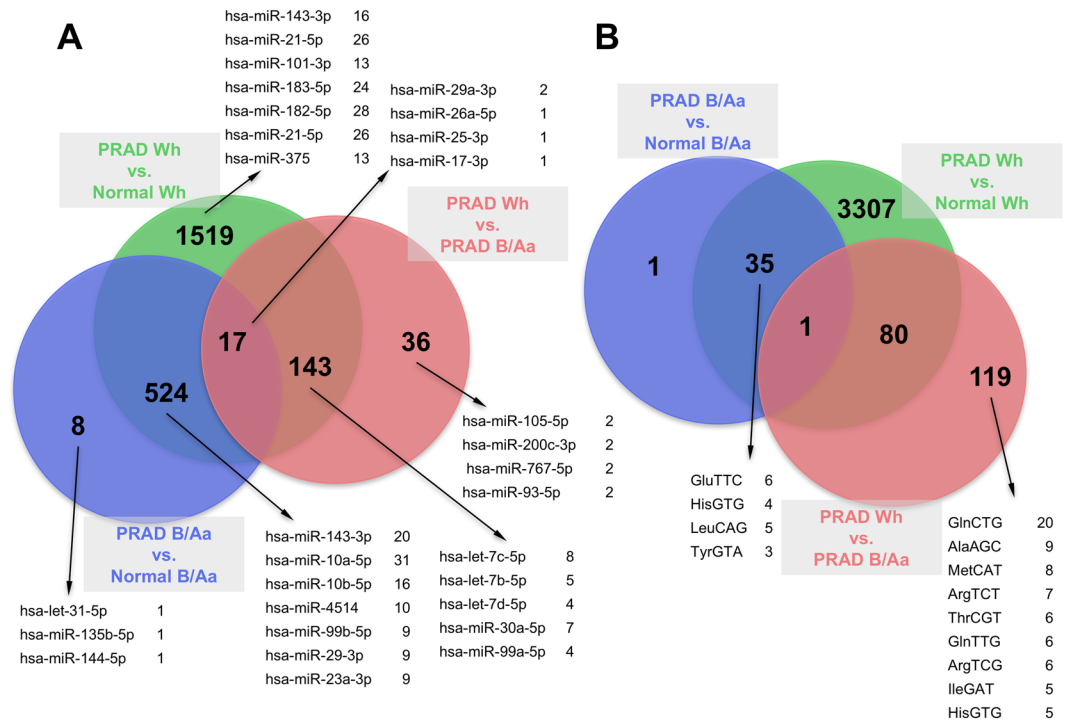 A
hsa-miR-143-3p 16
hsa-miR-21-5p 26
hsa-miR-101-3p 13
hsa-miR-183-5p 24
hsa-miR-182-5p 28
hsa-miR-21-5p 26
hsa-miR-375 13
hsa-miR-29a-3p 2
hsa-miR-26a-5p 1
hsa-miR-25-3p 1
hsa-miR-17-3p 1
PRAD Wh
vs.
Normal Wh
PRAD Wh
vs.
PRAD B/Aa
1519
17
36
143
524
8
hsa-miR-105-5p 2
hsa-miR-200c-3p 2
hsa-miR-767-5p 2
hsa-miR-93-5p 2
PRAD B/Aa
vs.
Normal B/Aa
hsa-let-31-5p 1
hsa-miR-135b-5p 1
hsa-miR-144-5p 1
hsa-miR-143-3p 20
hsa-miR-10a-5p 31
hsa-miR-10b-5p 16
hsa-miR-4514 10
hsa-miR-99b-5p 9
hsa-miR-29-3p 9
hsa-miR-23a-3p 9
hsa-let-7c-5p 8
hsa-let-7b-5p 5
hsa-let-7d-5p 4
hsa-miR-30a-5p 7
hsa-miR-99a-5p 4
B
PRAD B/Aa
vs.
Normal B/Aa
PRAD Wh
vs.
Normal Wh
3307
1
35
1
80
119
GluTTC 6
HisGTG 4
LeuCAG 5
TyrGTA 3
PRAD Wh
vs.
PRAD B/Aa
GlnCTG 20
AlaAGC 9
MetCAT 8
ArgTCT 7
ThrCGT 6
GlnTTG 6
ArgTCG 6
IleGAT 5
HisGTG 5